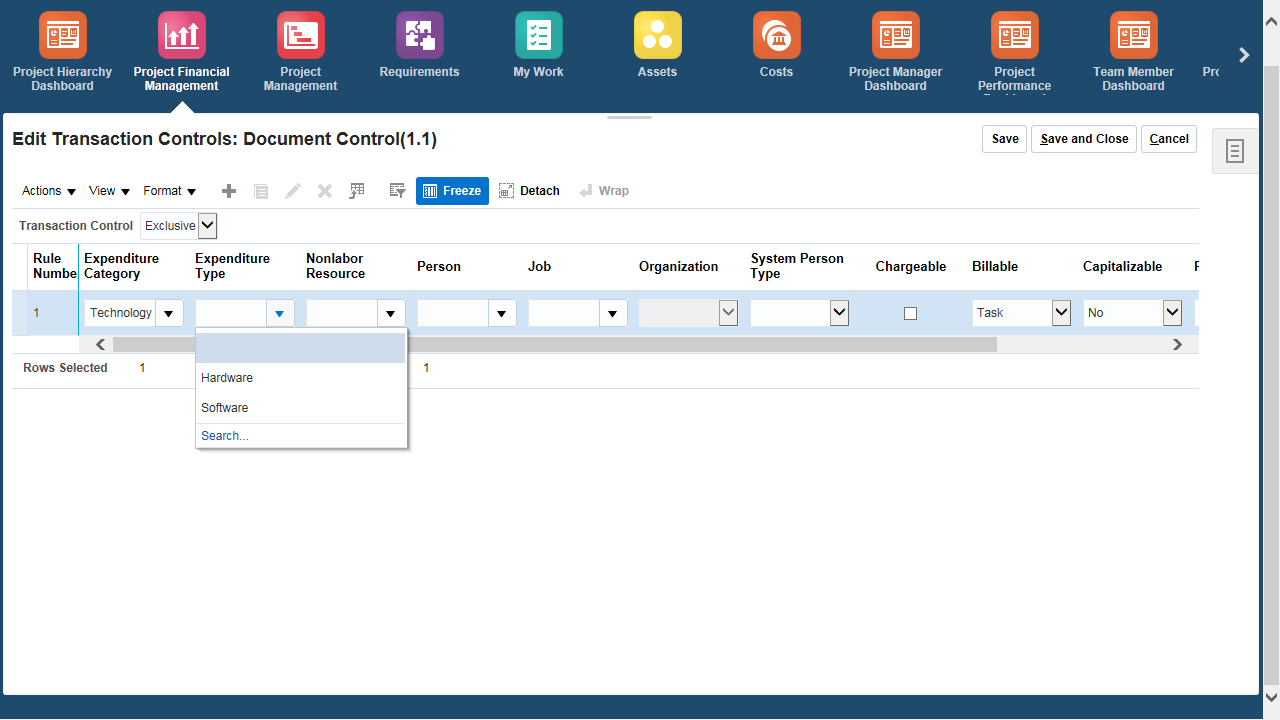 Project Hierarchy
Dashboard
Project Financial
Management
Project
Management
Requirements
My Work
Assets
Costs
Project Manager
Dashboard
Project
Performance
Team Member
Dashboard
Edit Transaction Controls: Document Control(1.1)
Save
Save and Close
Cancel
Actions
View
Format
Freeze
Detach
Wrap
Transaction Control
Exclusive
Rule
Numbe
Expenditure
Category
Expenditure
Type
Nonlabor
Resource
Person
Job
Organization
System Person
Type
Chargeable
Billable
Capitalizable
1
Technology
Task
No
Rows Selected
1
1
Hardware
Software
Search...